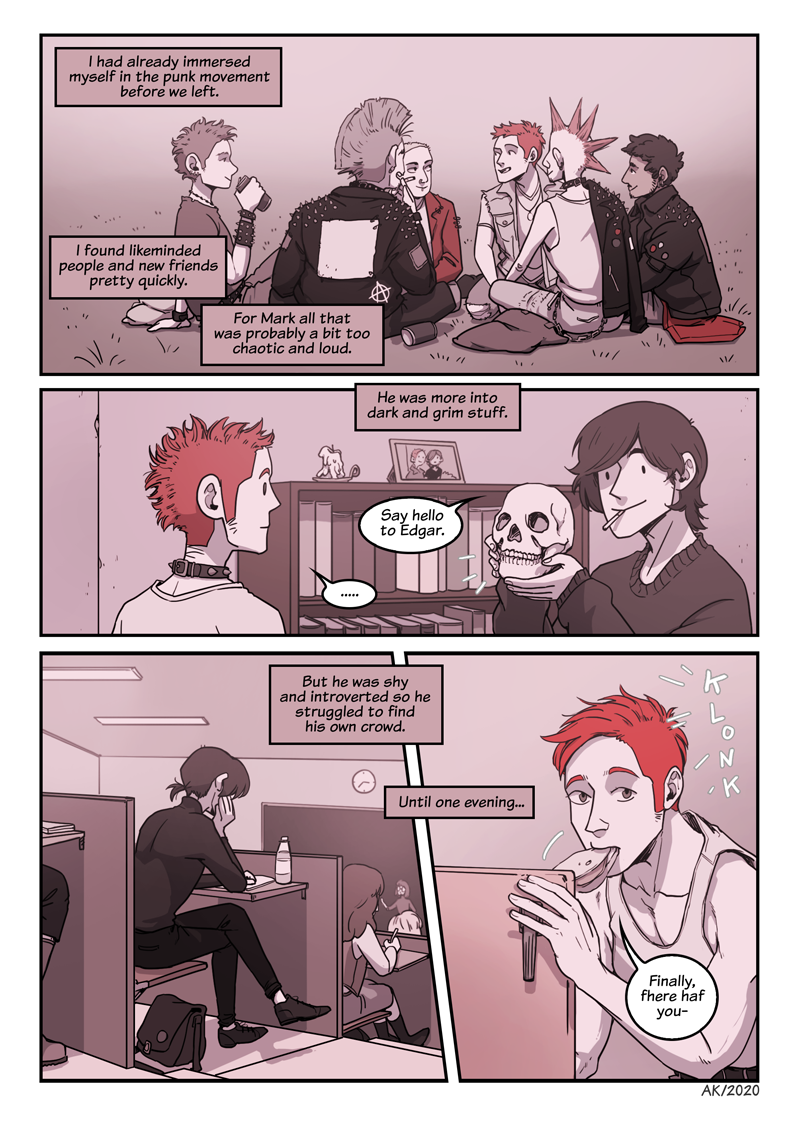 I had already immersed
myself in the punk movement
before we left.
I found likeminded
people and new friends
pretty quickly.
For Mark all that
was probably a bit too
chaotic and loud.
He was more into
dark and grim stuff.
Say hello
to Edgar.
.....
But he was shy
and introverted so he
struggled to find
his own crowd.
Until one evening...
KLONK
Finally,
fhere haf
you-
AK/2020